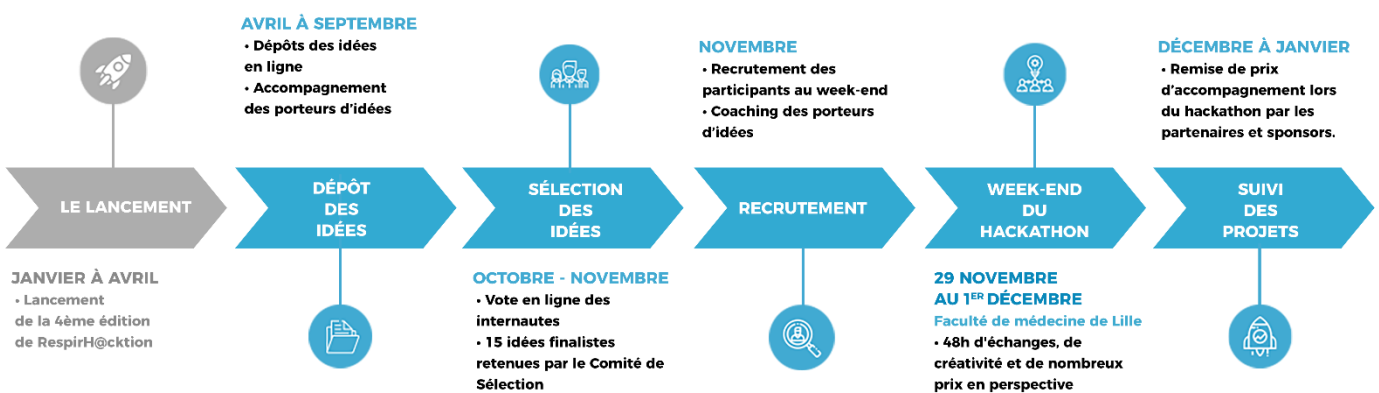 LE LANCEMENT
JANVIER À AVRIL
• Lancement
de la 4ème édition
de RespirH@cktion
AVRIL À SEPTEMBRE
• Dépôts des idées
en ligne
• Accompagnement
des porteurs d'idées
DÉPÔT
DES
IDÉES
SÉLECTION
DES
IDÉES
OCTOBRE - NOVEMBRE
• Vote en ligne des
internautes
• 15 idées finalistes
retenues par le Comité de
Sélection
NOVEMBRE
• Recrutement des
participants au week-end
• Coaching des porteurs
d'idées
RECRUTEMENT
WEEK-END
DU
HACKATHON
29 NOVEMBRE
AU 1ER DÉCEMBRE
Faculté de médecine de Lille
• 48h d'échanges, de
créativité et de nombreux
prix en perspective
DÉCEMBRE À JANVIER
• Remise de prix
d'accompagnement lors
du hackathon par les
partenaires et sponsors.
SUIVI
DES
PROJETS